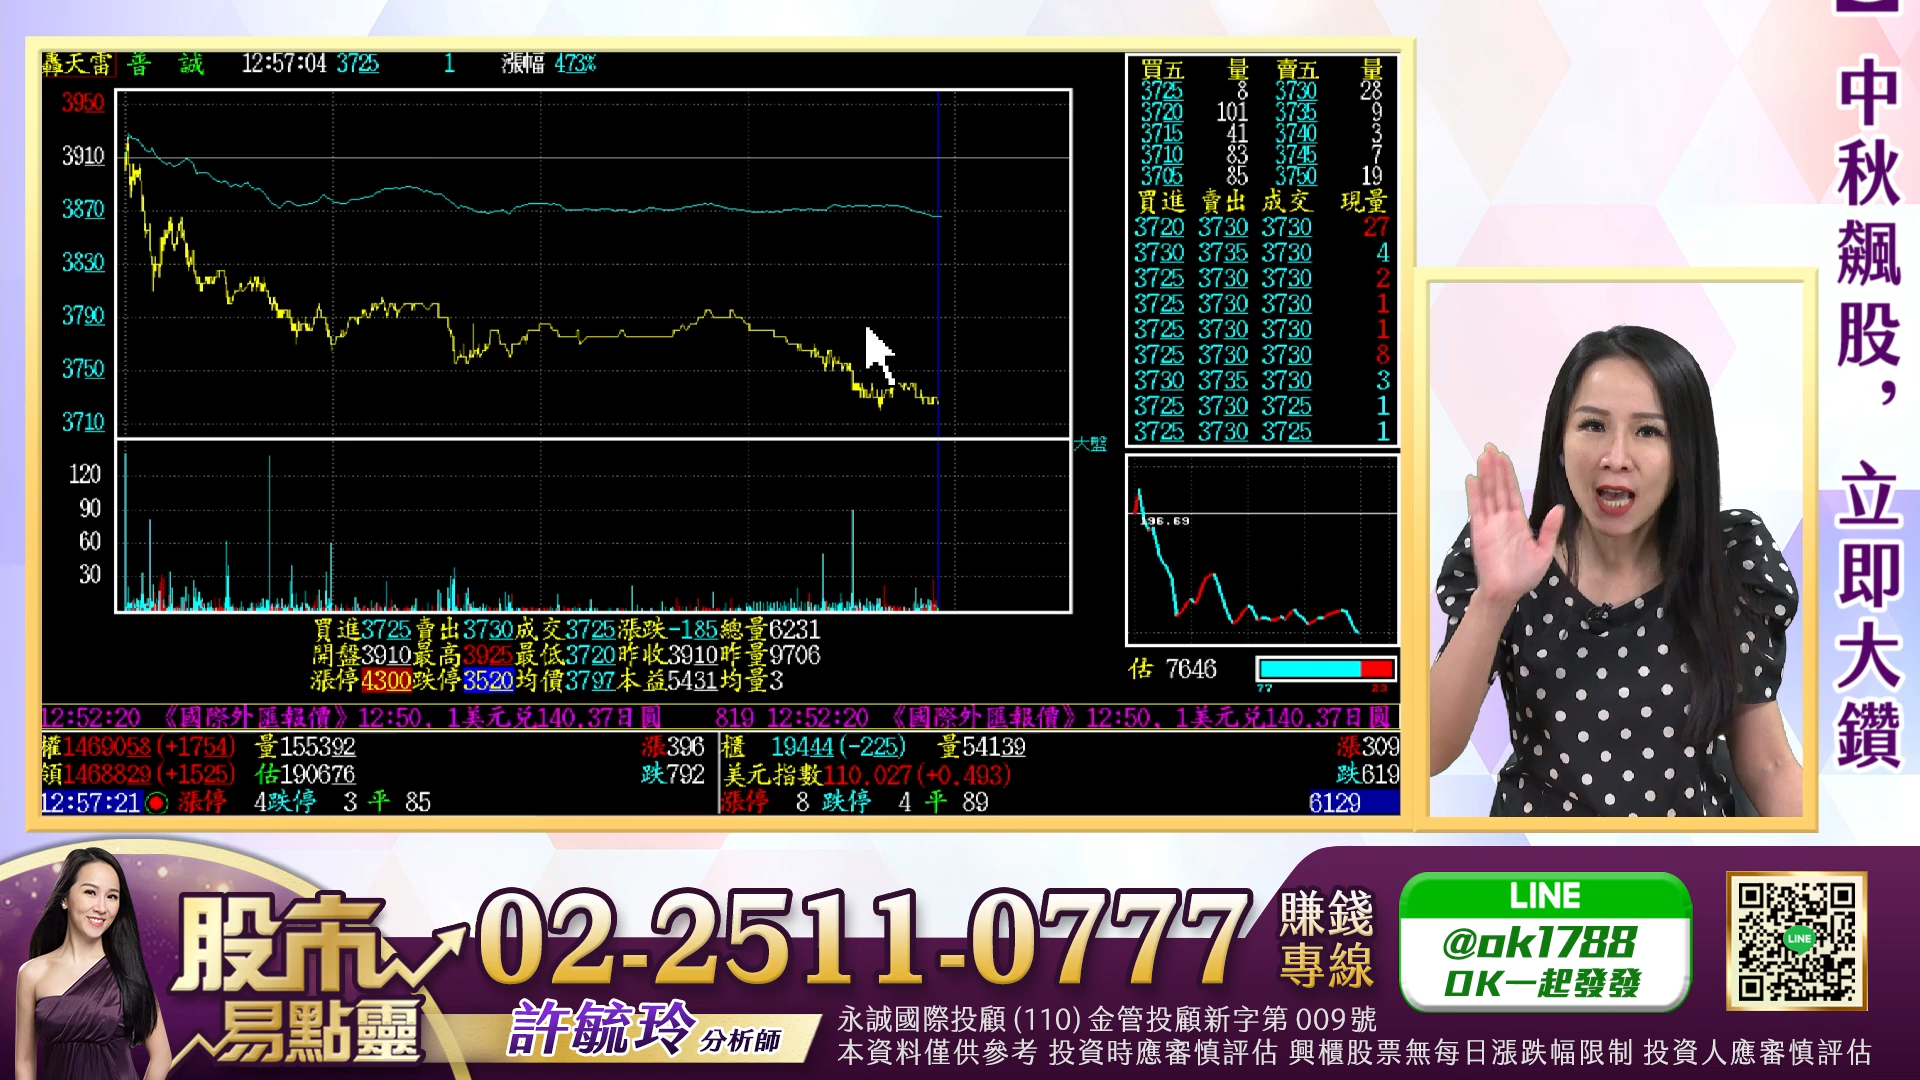 】中秋飆股，立即大鑽
轟天雷 普 誠 12:57:04 3725 1 漲幅 473%
3950
3910
3870
3830
3790
3750
3710
120
90
60
30
大盤
買五 量 賣五 量
3725 8 3730 28
3720 101 3735 9
3715 41 3740 3
3710 83 3745 7
3705 85 3750 19
買進 賣出 成交 現量
3720 3730 3730 27
3730 3735 3730 4
3725 3730 3730 2
3725 3730 3730 1
3725 3730 3730 1
3725 3730 3730 8
3730 3735 3730 3
3725 3730 3725 1
3725 3730 3725 1
96.69
估 7646
77 23
買進3725賣出3730成交3725漲跌-185總量6231
開盤3910最高3925最低3720昨收3910昨量9706
漲停4300跌停3520均價3797本益5431均量3
12:52:20 《國際外匯報價》12:50, 1美元兌140.37日圓 819 12:52:20 《國際外匯報價》12:50, 1美元兌140.37日圓
權1469058(+1754) 量155392 漲396 櫃 19444(-225) 量54139 漲309
領1468829(+1525) 估190676 跌792 美元指數110.027(+0.493) 跌619
12:57:21 漲停 4跌停 3 平 85 漲停 8 跌停 4 平 89 6129
股市易點靈
02-2511-0777
賺錢專線
許毓玲 分析師
LINE
@ok1788
OK一起發發
LINE
永誠國際投顧(110)金管投顧新字第009號
本資料僅供參考 投資時應審慎評估 興櫃股票無每日漲跌幅限制 投資人應審慎評估